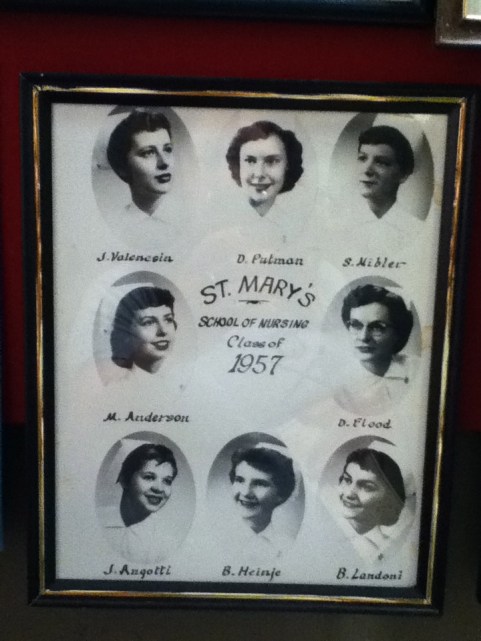 J. Valencsin D. Putman S. Mibler
ST. MARY'S
SCHOOL OF NURSING
Class of
1957
M. Anderson D. Flood
J. Angotti B. Heinje B. Landoni